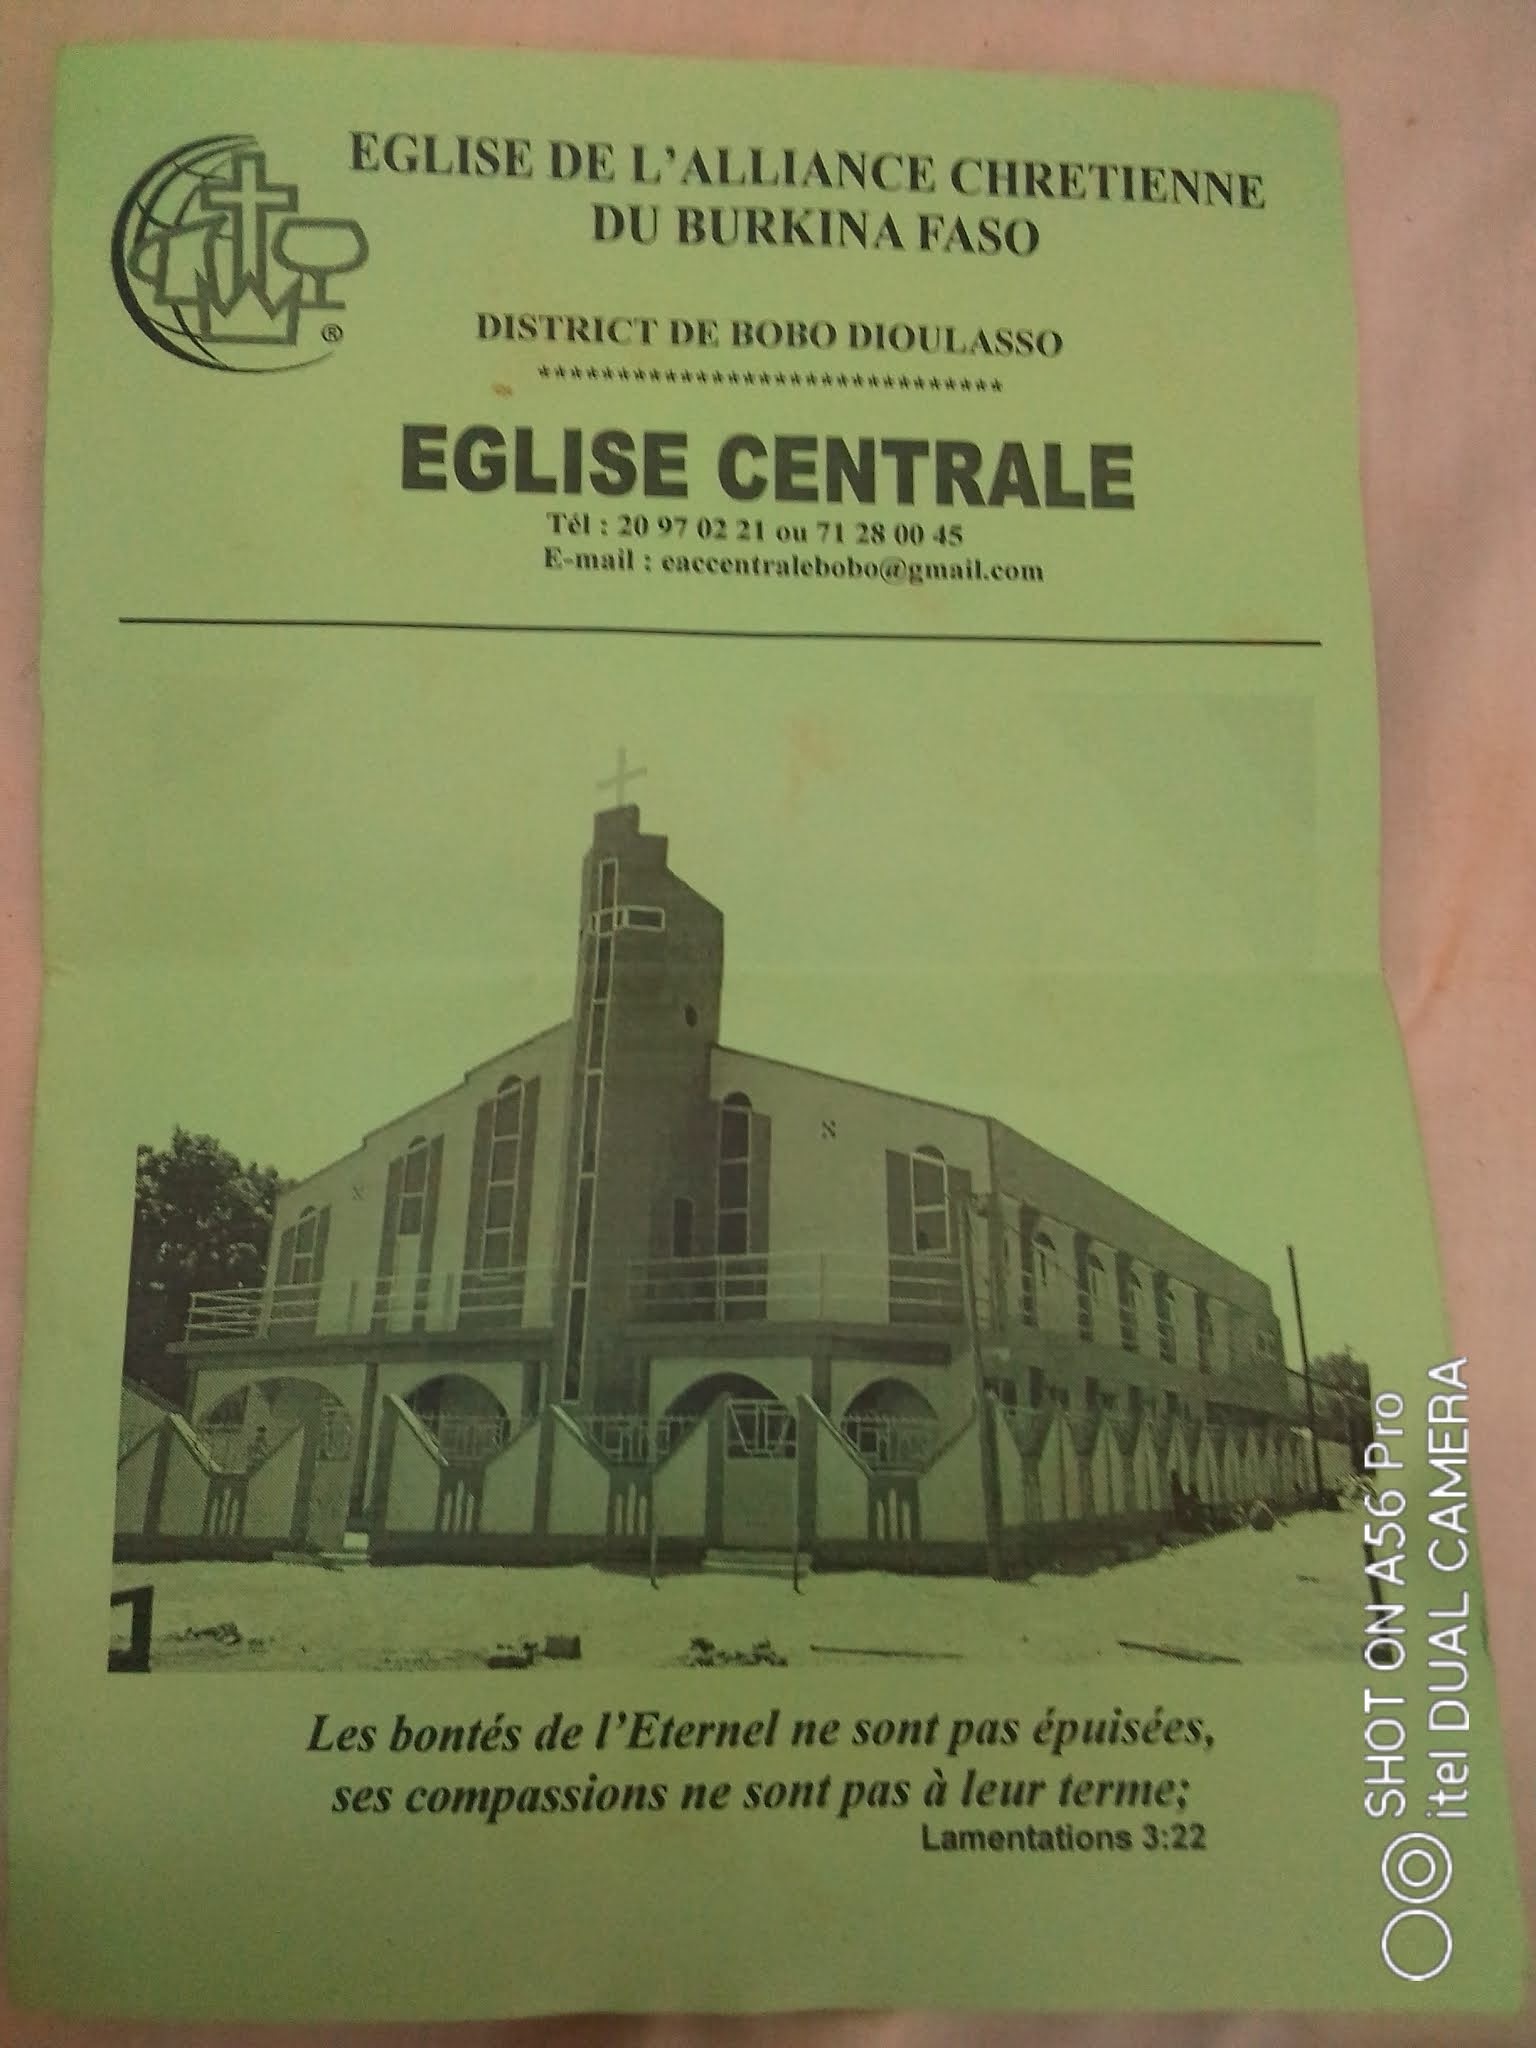 EGLISE DE L'ALLIANCE CHRETIENNE
DU BURKINA FASO
®
DISTRICT DE BOBO DIOULASSO
******************************
EGLISE CENTRALE
Tél : 20 97 02 21 ou 71 28 00 45
E-mail : eaccentralebobo@gmail.com
1
Les bontés de l'Eternel ne sont pas épuisées,
ses compassions ne sont pas à leur terme;
Lamentations 3:22
SHOT ON A56 Pro
itel DUAL CAMERA